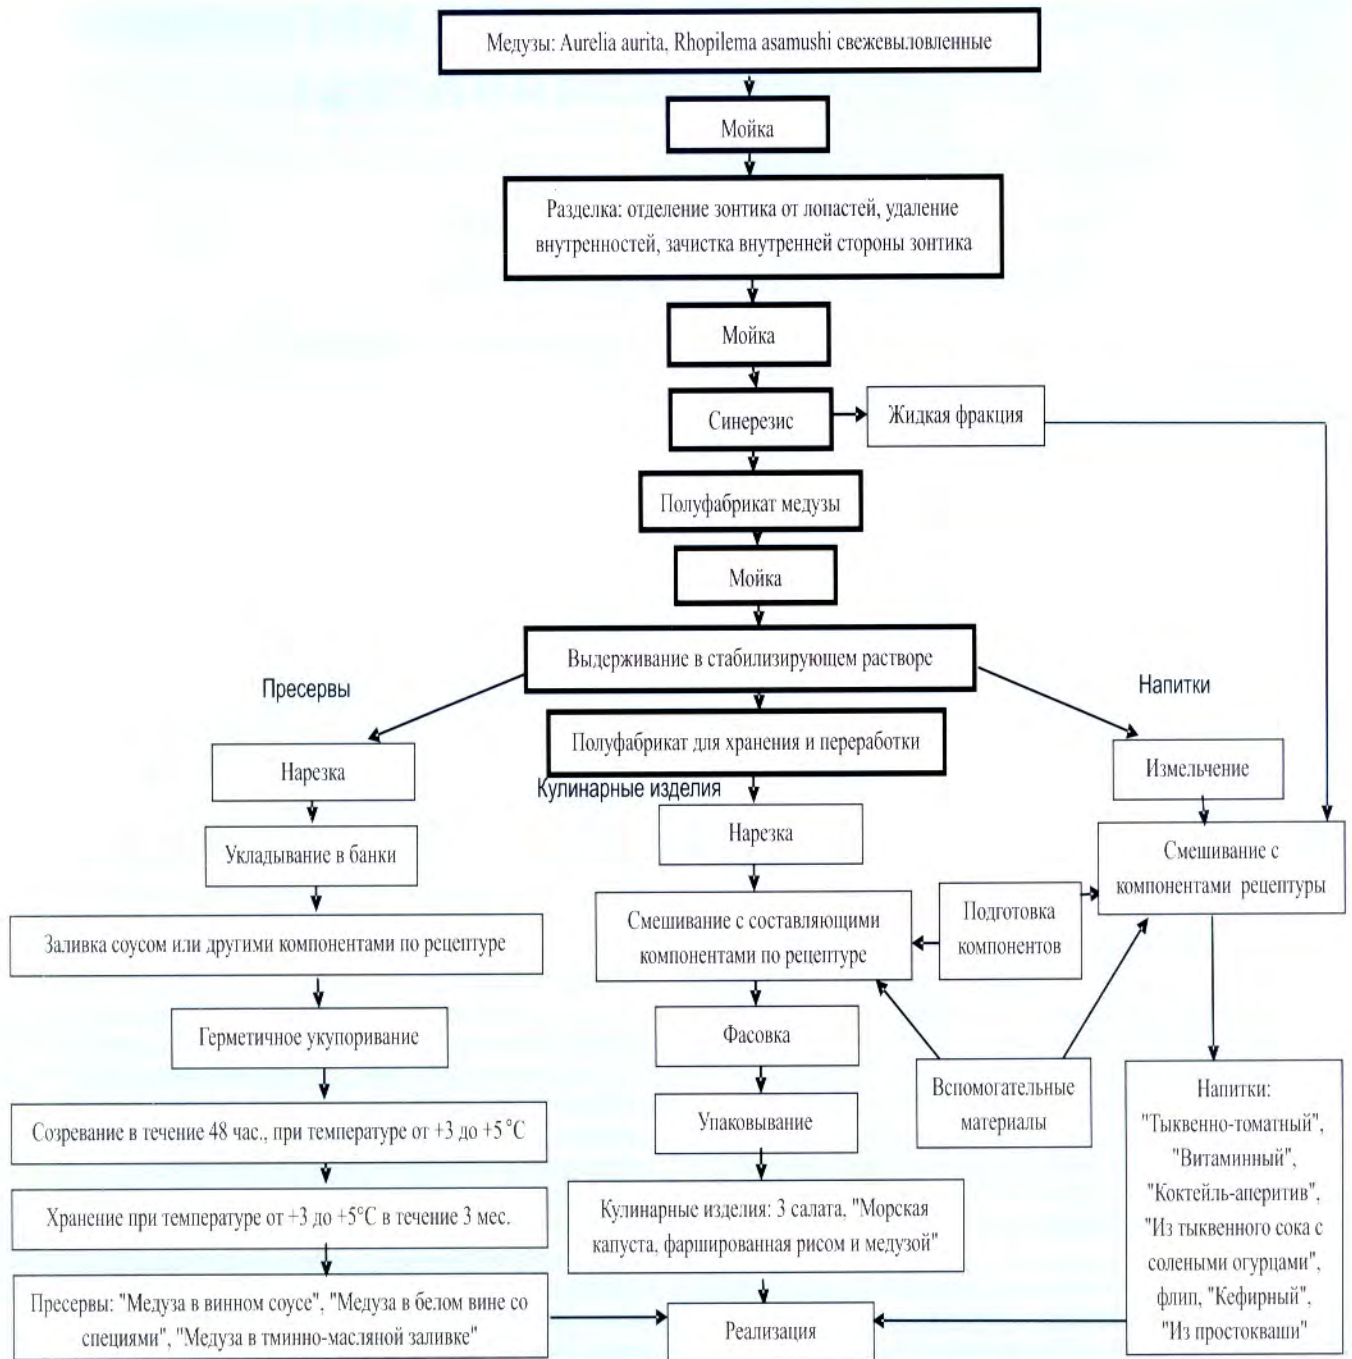 Медузы: Aurelia aurita, Rhopilema asamushi свежевыловленные
Мойка
Разделка: отделение зонтика от лопастей, удаление
внутренностей, зачистка внутренней стороны зонтика
Мойка
Синерезис
Жидкая фракция
Полуфабрикат медузы
Мойка
Выдерживание в стабилизирующем растворе
Пресервы
Напитки
Полуфабрикат для хранения и переработки
Кулинарные изделия
Нарезка
Укладывание в банки
Заливка соусом или другими компонентами по рецептуре
Герметичное укупоривание
Созревание в течение 48 час., при температуре от +3 до +5 °С
Хранение при температуре от +3 до +5°С в течение 3 мес.
Пресервы: "Медуза в винном соусе", "Медуза в белом вине со
специями", "Медуза в тминно-масляной заливке"
Нарезка
Смешивание с составляющими
компонентами по рецептуре
Фасовка
Упаковывание
Кулинарные изделия: 3 салата, "Морская
капуста, фаршированная рисом и медузой"
Реализация
Подготовка
компонентов
Вспомогательные
материалы
Измельчение
Смешивание с
компонентами рецептуры
Напитки:
"Тыквенно-томатный",
"Витаминный",
"Коктейль-аперитив",
"Из тыквенного сока с
солеными огурцами",
флип, "Кефирный",
"Из простокваши"